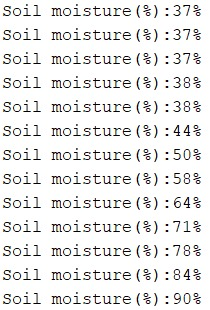 Soil moisture(%):37%
Soil moisture(%):37%
Soil moisture(%):37%
Soil moisture(%):38%
Soil moisture(%):38%
Soil moisture(%):44%
Soil moisture(%):50%
Soil moisture(%):58%
Soil moisture(%):64%
Soil moisture(%):71%
Soil moisture(%):78%
Soil moisture(%):84%
Soil moisture(%):90%